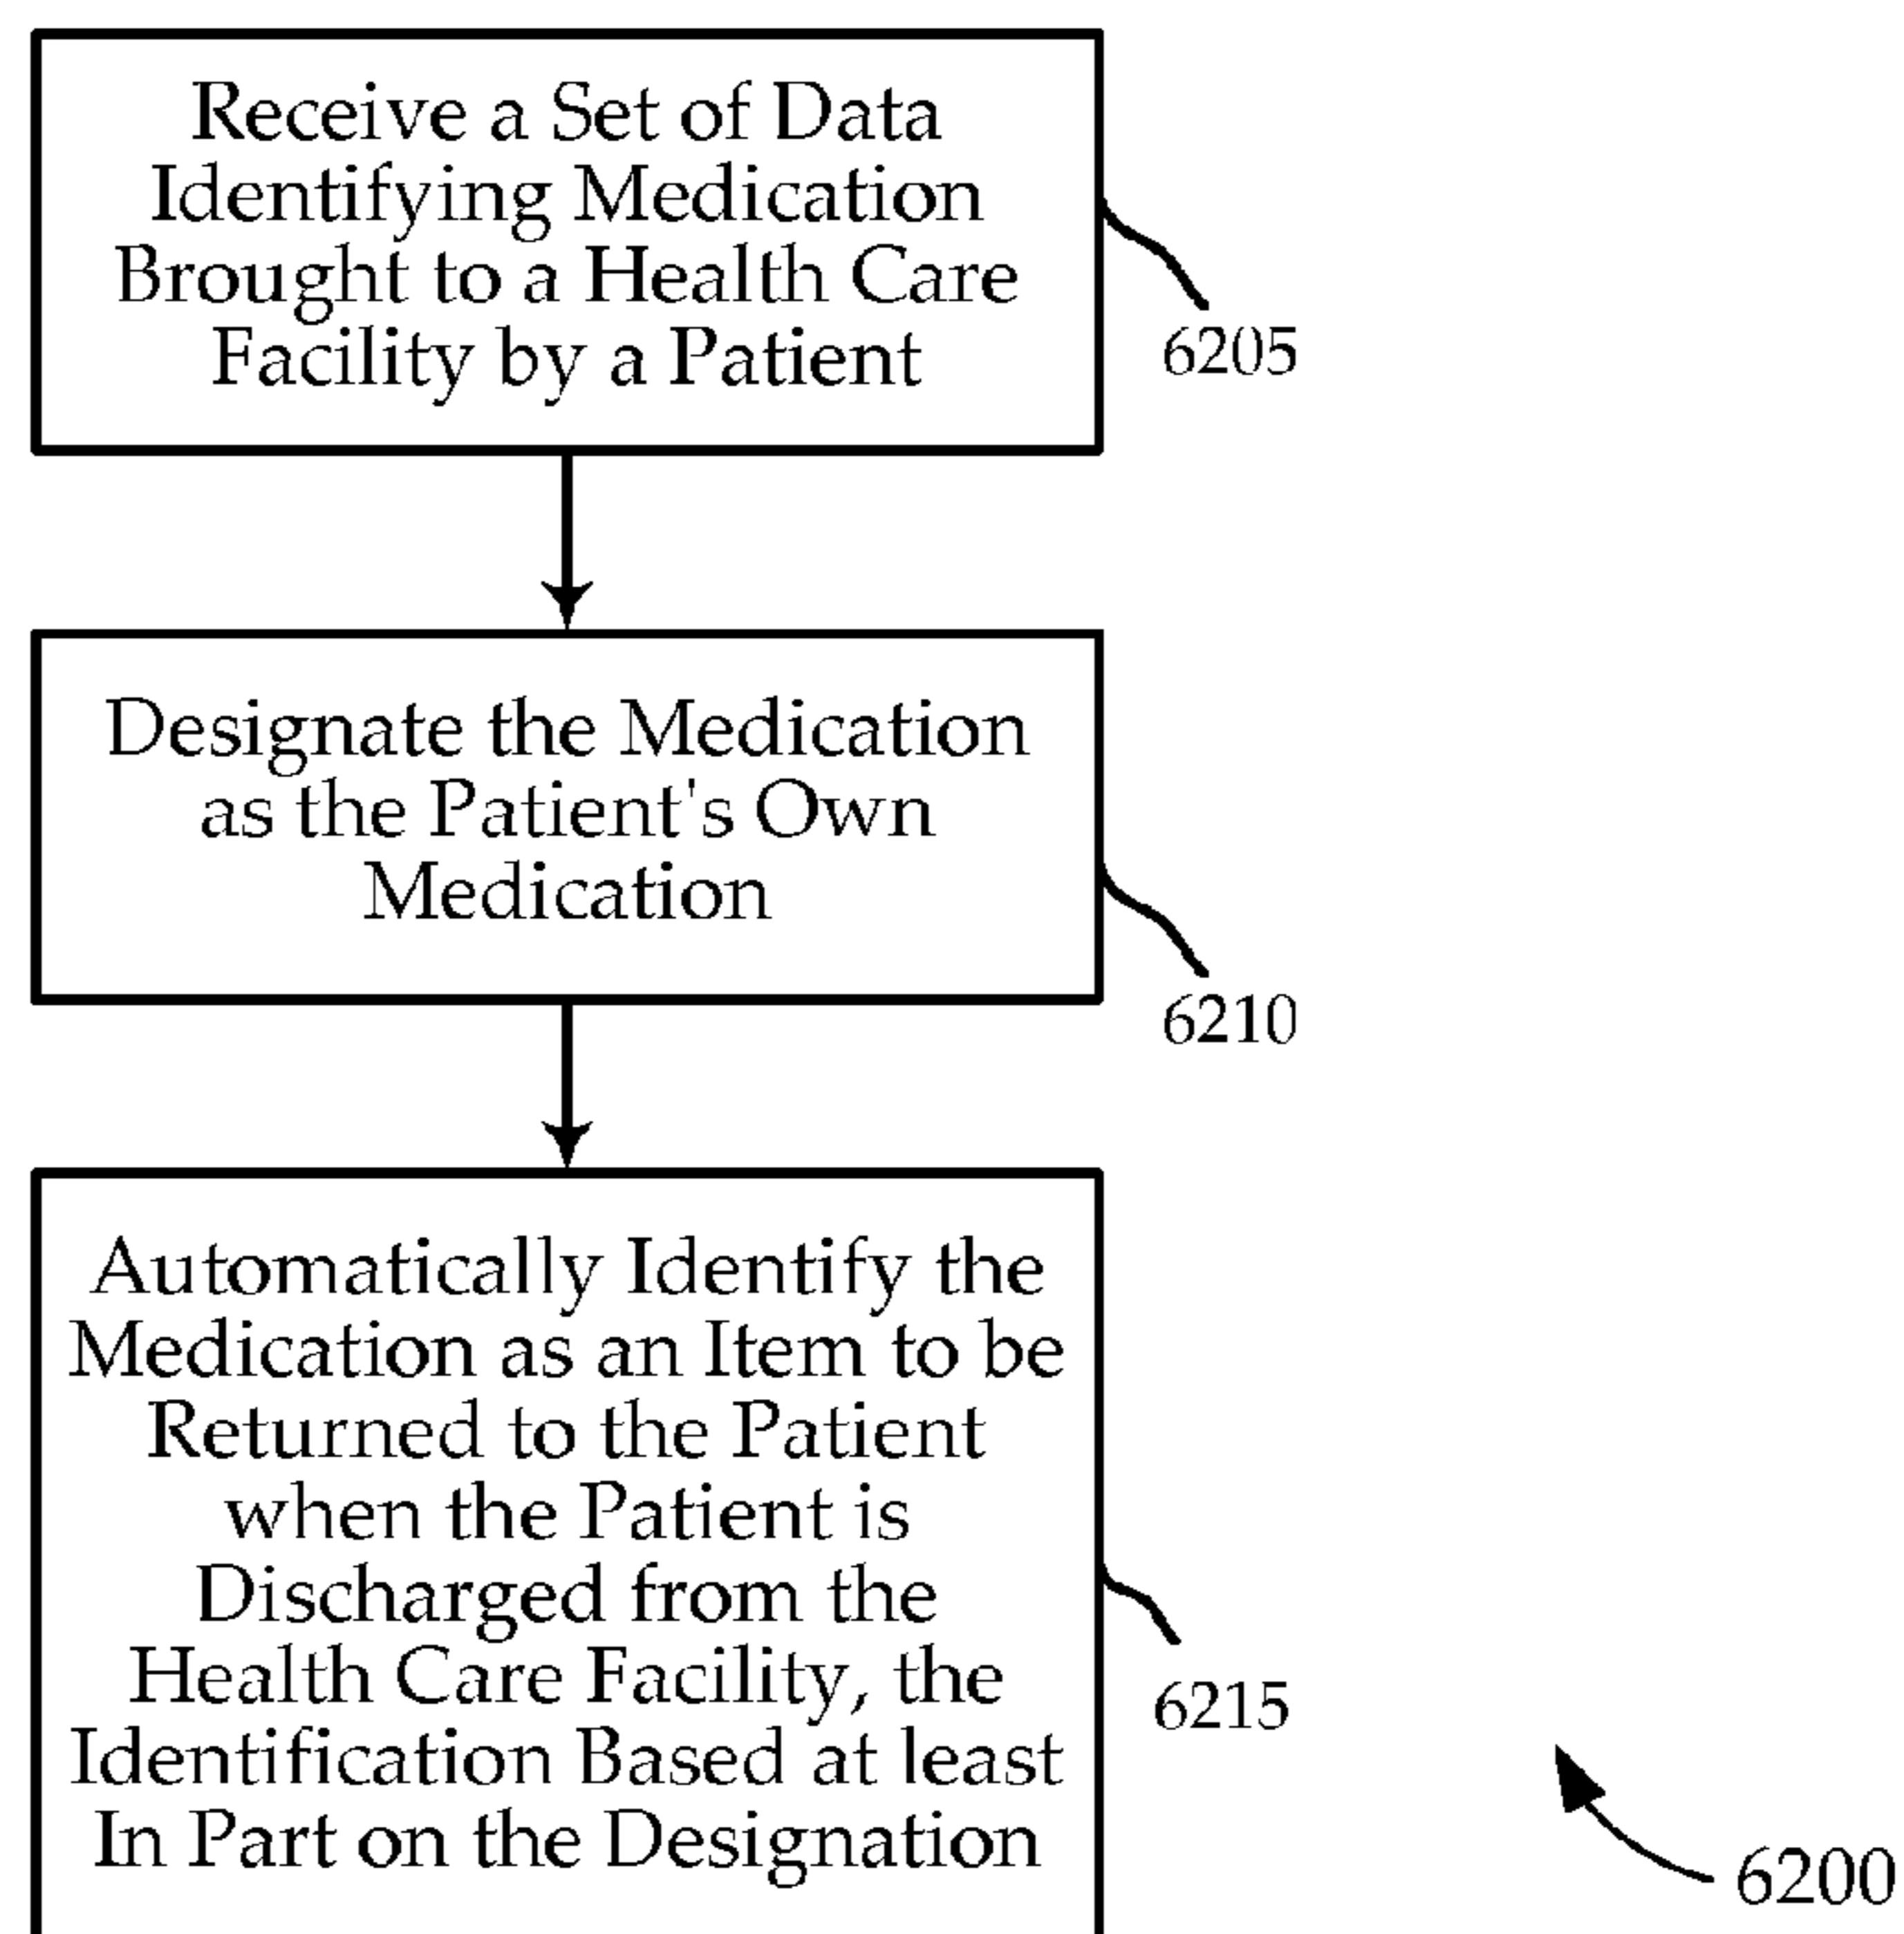 Receive a Set of Data
Identifying Medication
Brought to a Health Care
Facility by a Patient
6205
Designate the Medication
as the Patient's Own
Medication
6210
Automatically Identify the
Medication as an Item to be
Returned to the Patient
when the Patient is
Discharged from the
Health Care Facility, the
Identification Based at least
In Part on the Designation
6215
6200